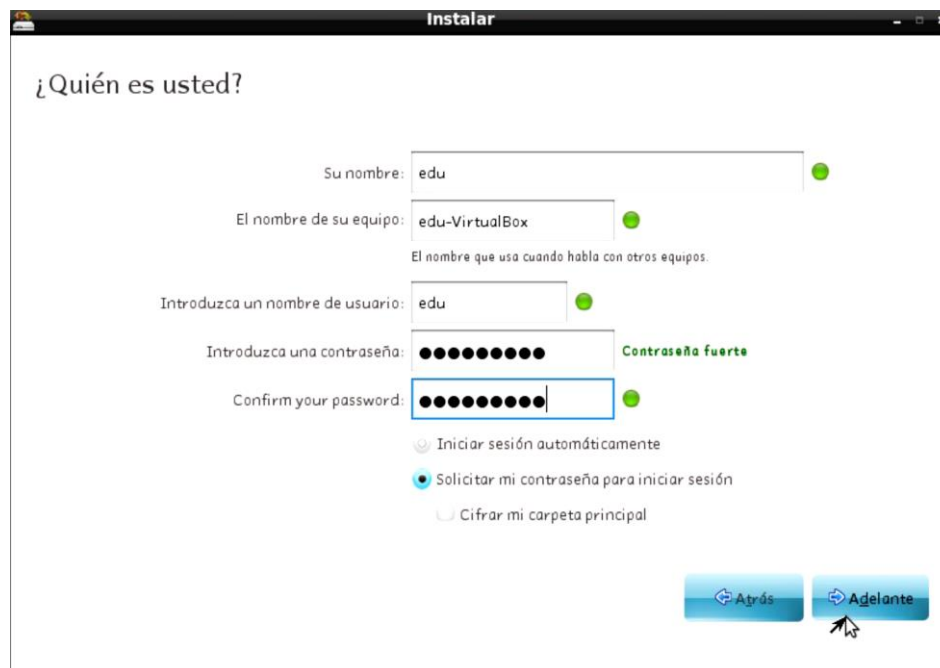 Instalar
¿Quién es usted?
Su nombre: edu
El nombre de su equipo: edu-VirtualBox
El nombre que usa cuando habla con otros equipos.
Introduzca un nombre de usuario: edu
Introduzca una contraseña: ●●●●●●●●● Contraseña fuerte
Confirm your password: ●●●●●●●●●
Iniciar sesión automáticamente
Solicitar mi contraseña para iniciar sesión
Cifrar mi carpeta principal
Atrás Adelante